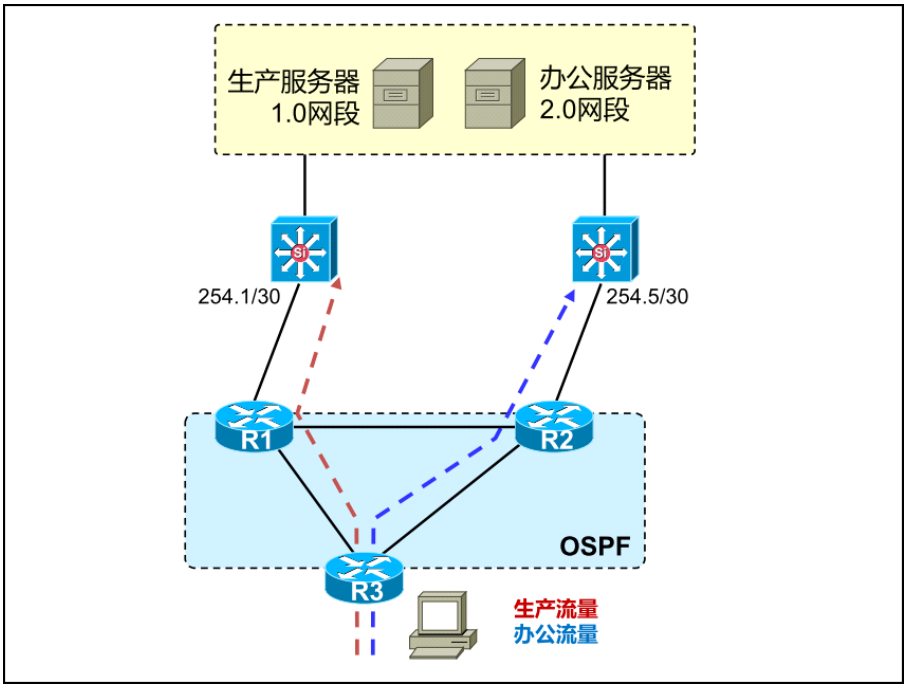 生产服务器
1.0网段
办公服务器
2.0网段
Si
Si
254.1/30
254.5/30
R1
R2
OSPF
R3
生产流量
办公流量